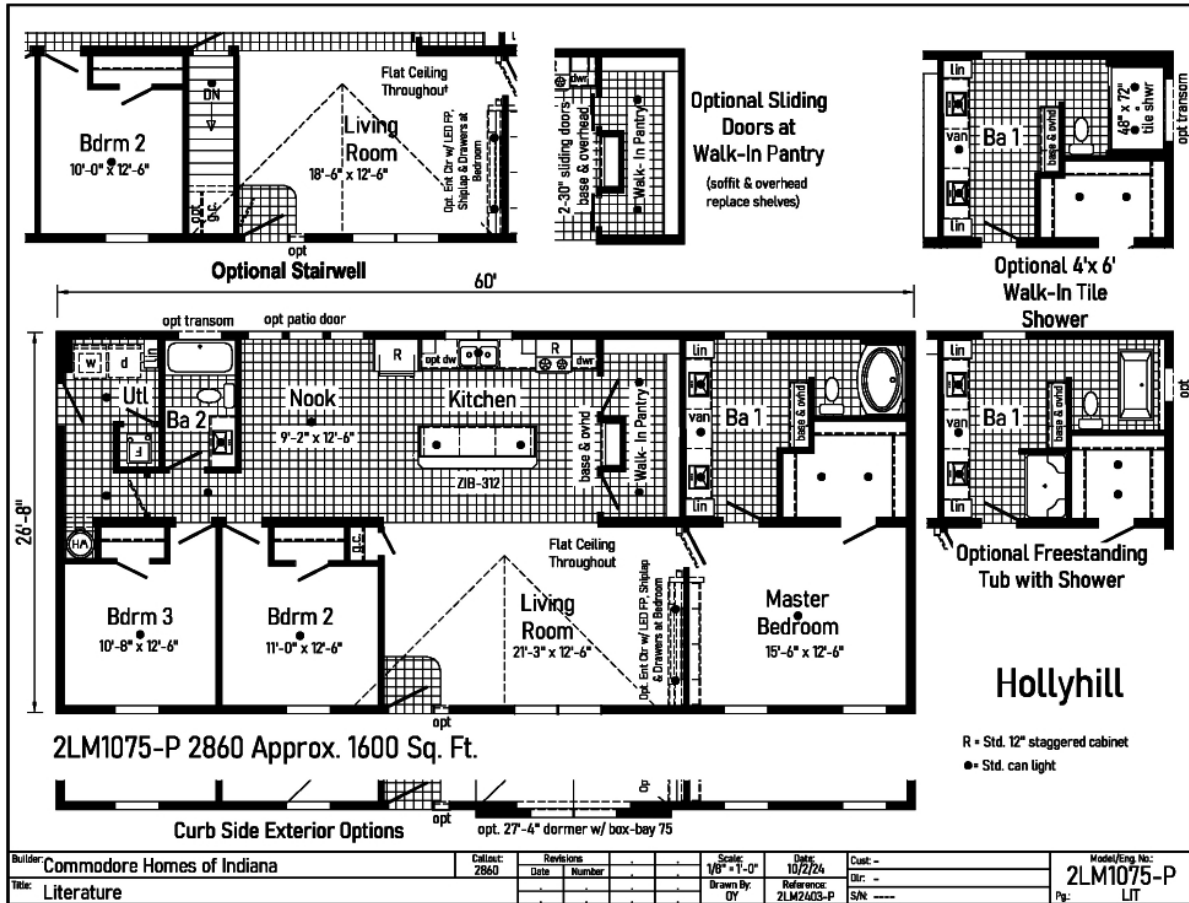 Flat Ceiling
Throughout
DN
Bdrm 2
10'-0" x 12'-6"
Living
Room
18'-6" x 12'-6"
Opt. Ent Ctr w/ LED FP,
Shiplap & Drawers at
Bedroom
opt
g.c.
opt
Optional Stairwell
dwr
2-30" sliding doors
base & overhead
Walk-In Pantry
Optional Sliding
Doors at
Walk-In Pantry
(soffit & overhead
replace shelves)
lin
van
lin
Ba 1
base & ovhd
48" x 72"
tile shwr
opt transom
Optional 4'x 6'
Walk-In Tile
Shower
60'
26'-8"
opt transom
opt patio door
w
d
lin
Utl
F
Ba 2
Nook
9'-2" x 12'-6"
R
opt dw
R
dwr
Kitchen
ZIB-312
base & ovhd
Walk-In Pantry
lin
van
lin
Ba 1
base & ovhd
HW
Bdrm 3
10'-8" x 12'-6"
Bdrm 2
11'-0" x 12'-6"
g.c.
Flat Ceiling
Throughout
Living
Room
21'-3" x 12'-6"
Opt. Ent Ctr w/ LED FP, Shiplap
& Drawers at Bedroom
Master
Bedroom
15'-6" x 12'-6"
opt
lin
van
lin
Ba 1
base & ovhd
opt
Optional Freestanding
Tub with Shower
Hollyhill
R = Std. 12" staggered cabinet
●= Std. can light
2LM1075-P 2860 Approx. 1600 Sq. Ft.
Opt
Curb Side Exterior Options
opt
opt. 27'-4" dormer w/ box-bay 75
Builder: Commodore Homes of Indiana
Title: Literature
Callout:
2860
Revisions
Date Number
Scale:
1/8" = 1'-0"
Date:
10/2/24
Drawn By:
OY
Reference:
2LM2403-P
Cust: -
Dlr: -
S/N: ----
Model/Eng. No.:
2LM1075-P
Pg.: LIT